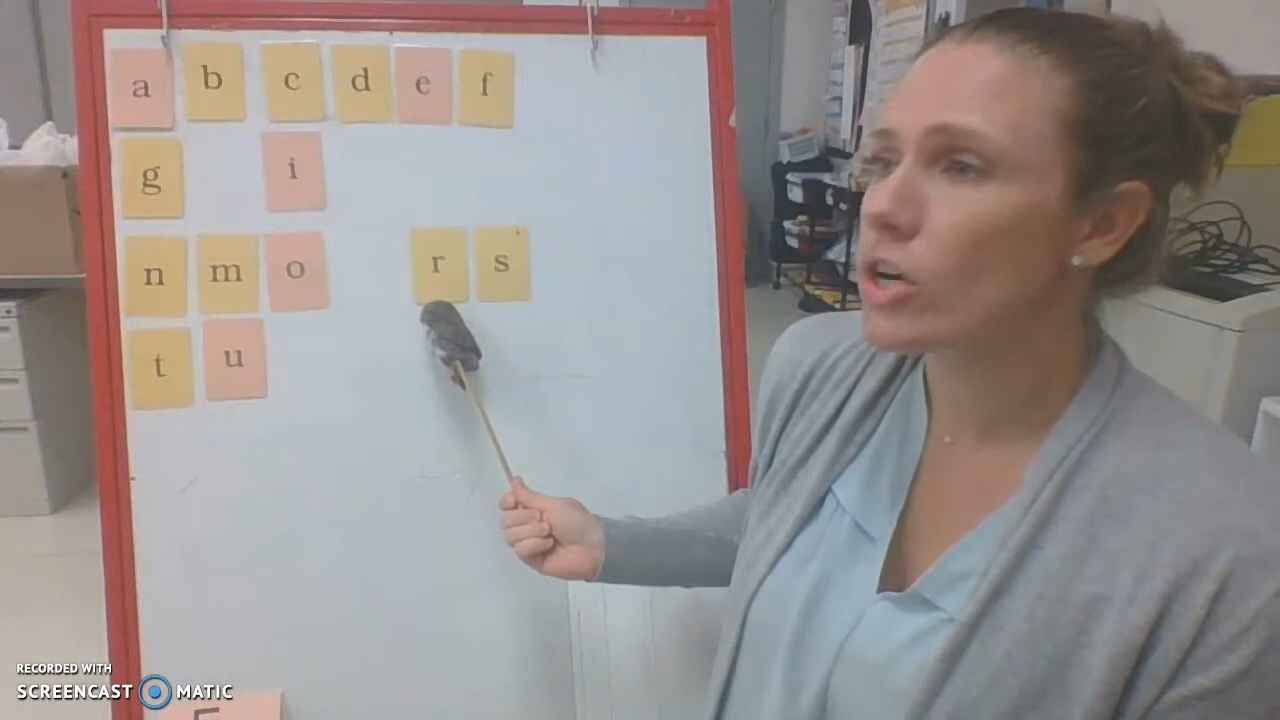 a b c d e f
g i
n m o r s
t u
RECORDED WITH
SCREENCAST MATIC